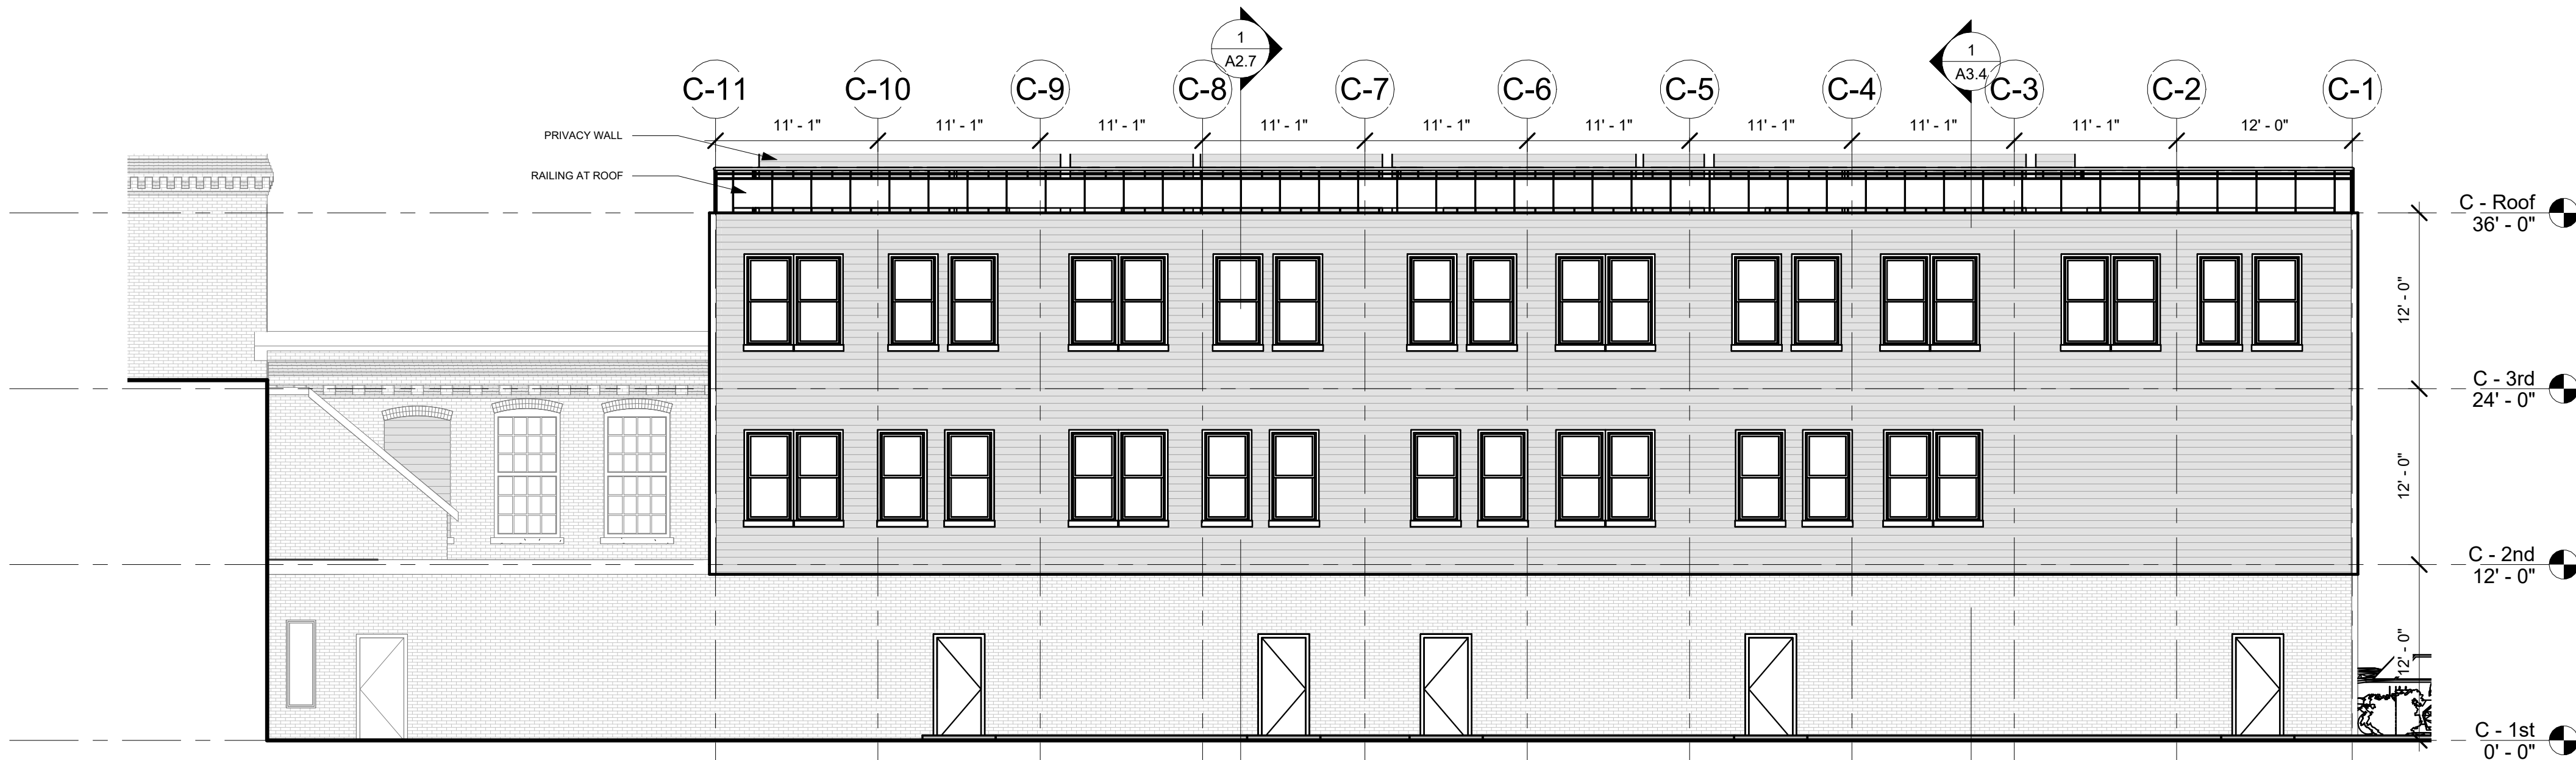 1
A2.7
1
A3.4
C-11
C-10
C-9
C-8
C-7
C-6
C-5
C-4
C-3
C-2
C-1
11' - 1"
11' - 1"
11' - 1"
11' - 1"
11' - 1"
11' - 1"
11' - 1"
11' - 1"
11' - 1"
12' - 0"
PRIVACY WALL
RAILING AT ROOF
C - Roof
36' - 0"
12' - 0"
C - 3rd
24' - 0"
12' - 0"
C - 2nd
12' - 0"
12' - 0"
C - 1st
0' - 0"